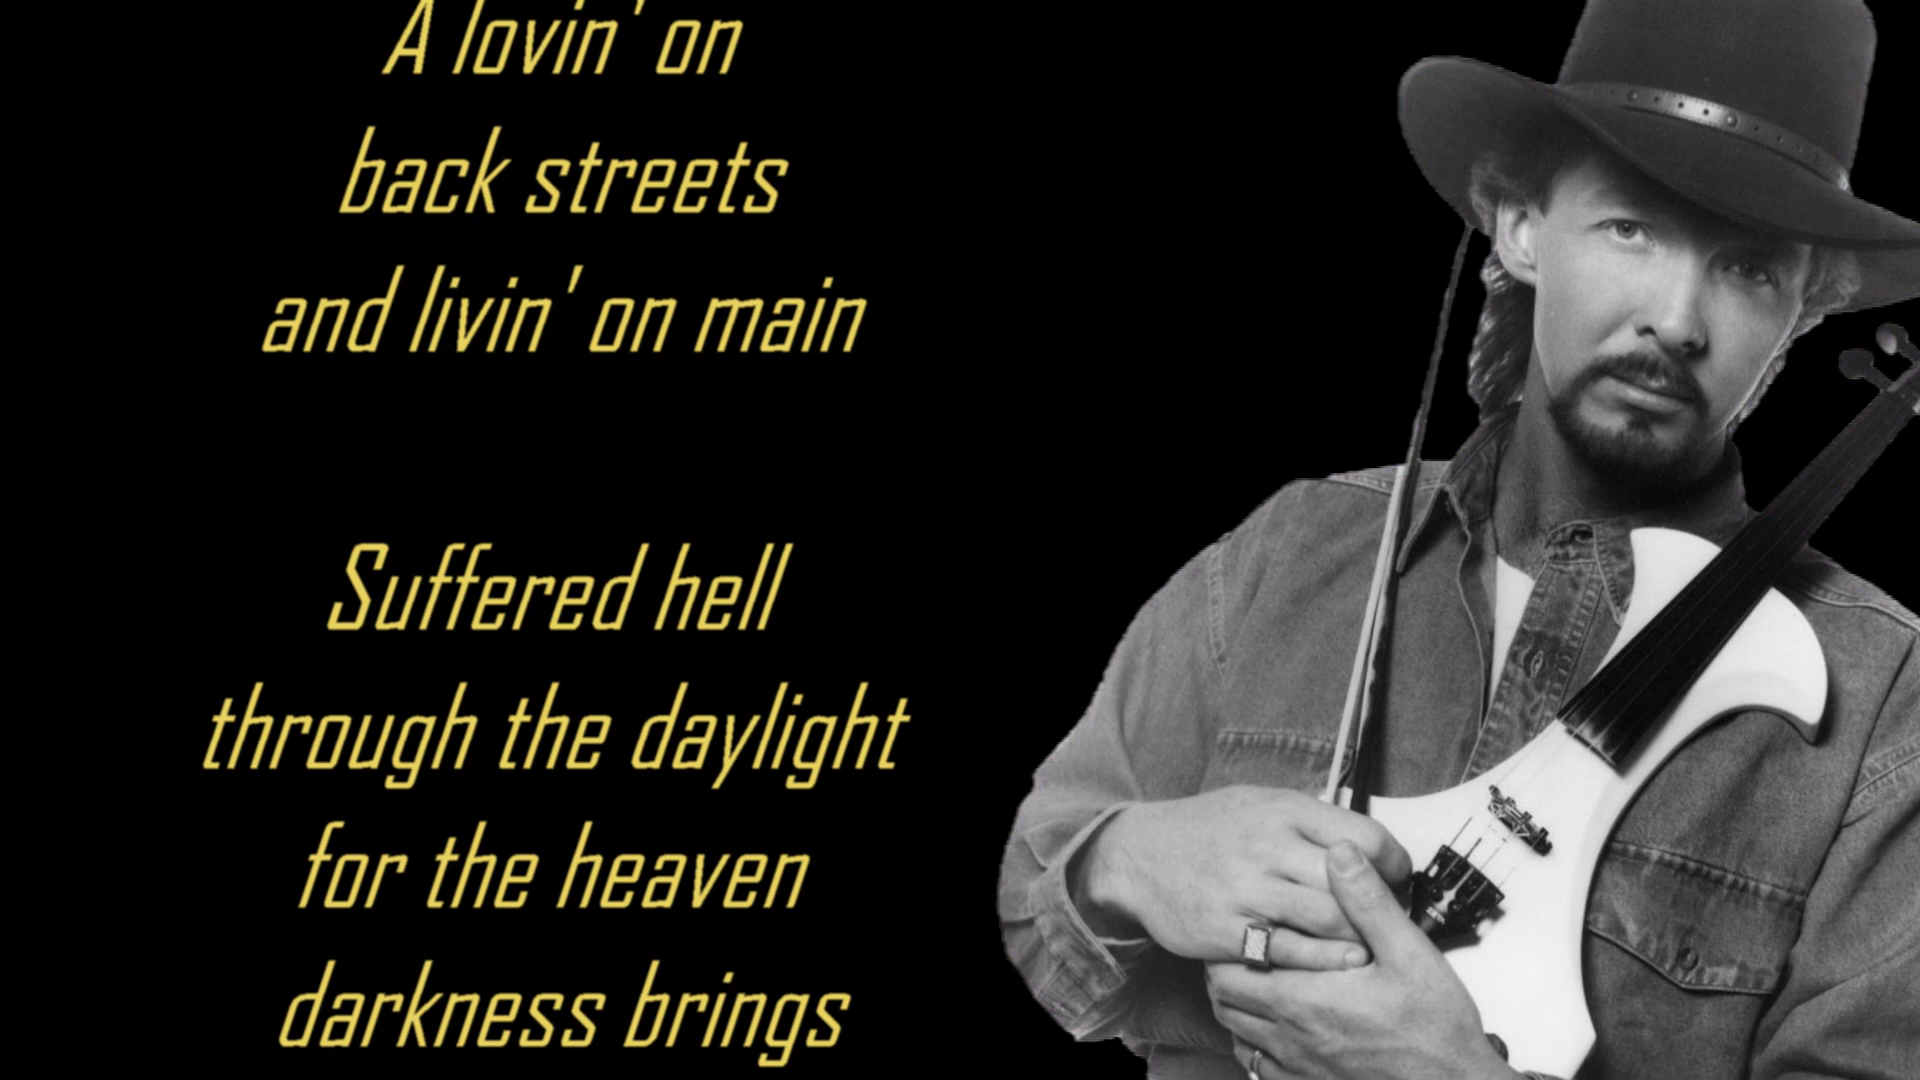 A lovin' on
back streets
and livin' on main
Suffered hell
through the daylight
for the heaven
darkness brings